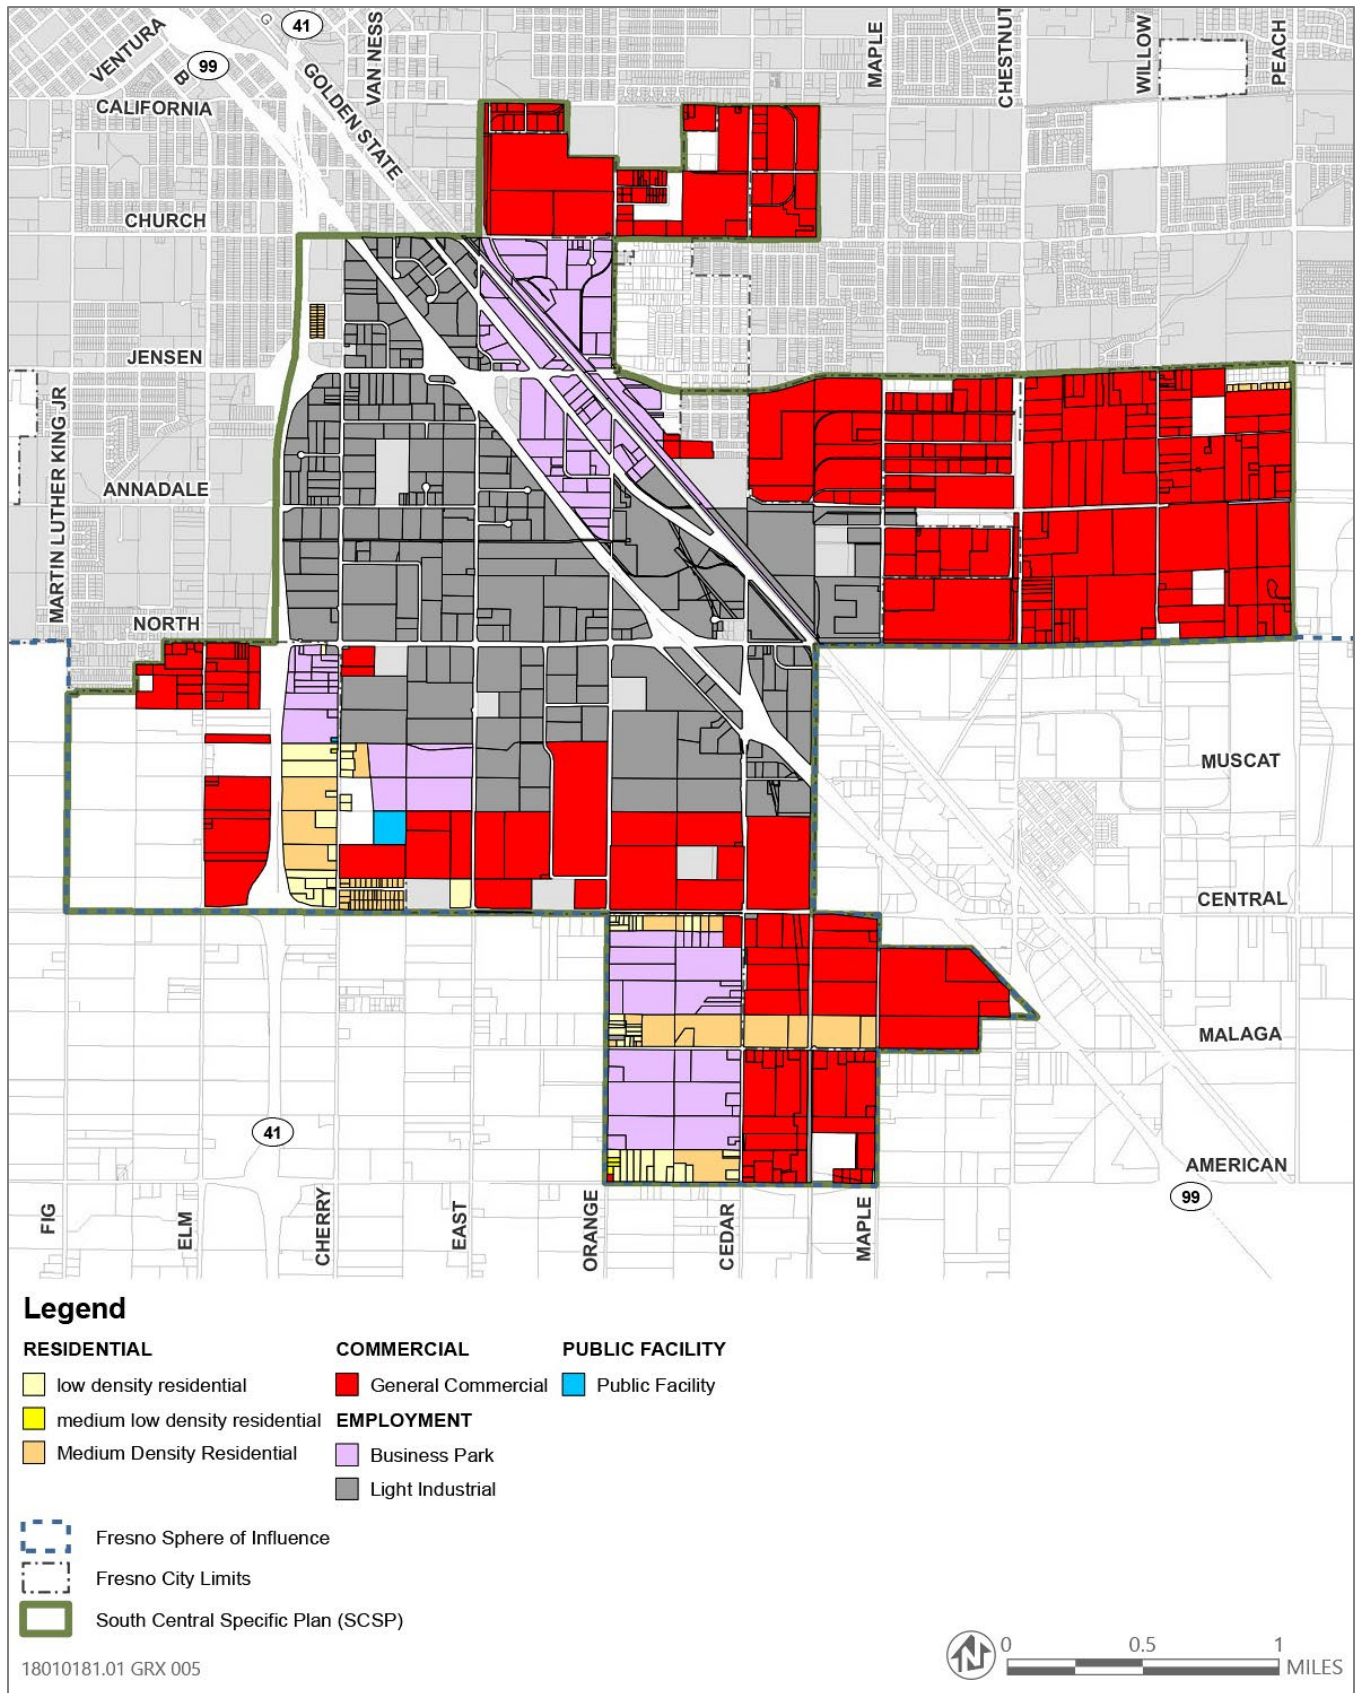 41
VENTURA
VAN NESS
MAPLE
CHESTNUT
WILLOW
PEACH
G
99
B
GOLDEN STATE
CALIFORNIA
CHURCH
JENSEN
MARTIN LUTHER KING JR
ANNADALE
NORTH
MUSCAT
CENTRAL
MALAGA
41
AMERICAN
99
FIG
ELM
CHERRY
EAST
ORANGE
CEDAR
MAPLE
Legend
RESIDENTIAL
low density residential
medium low density residential
Medium Density Residential
COMMERCIAL
General Commercial
EMPLOYMENT
Business Park
Light Industrial
PUBLIC FACILITY
Public Facility
Fresno Sphere of Influence
Fresno City Limits
South Central Specific Plan (SCSP)
18010181.01 GRX 005
N
0 0.5 1
MILES